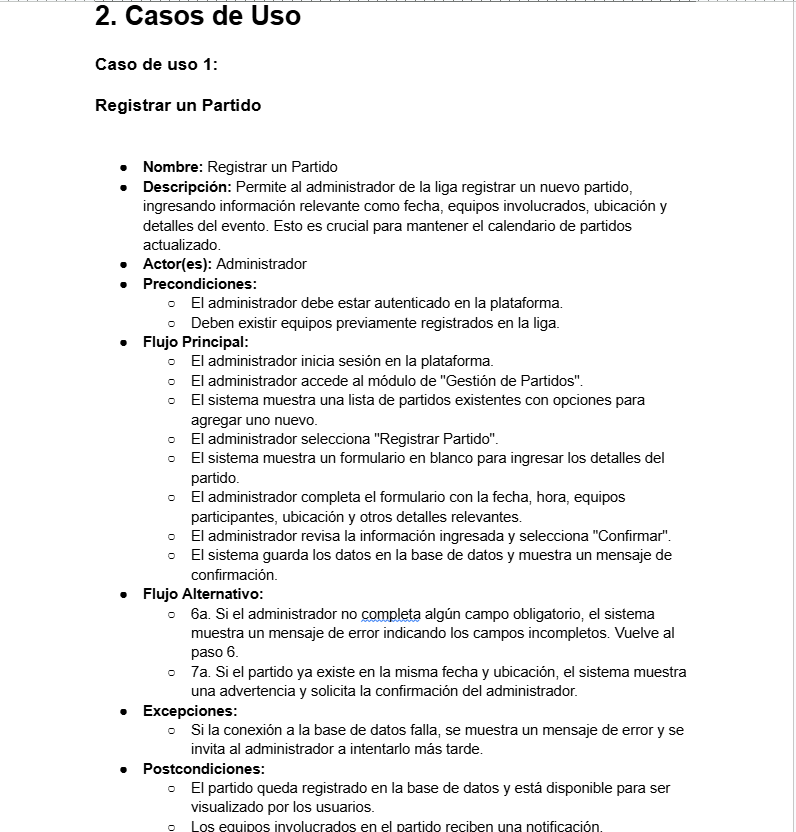 2. Casos de Uso
Caso de uso 1:
Registrar un Partido
● Nombre: Registrar un Partido
● Descripción: Permite al administrador de la liga registrar un nuevo partido,
ingresando información relevante como fecha, equipos involucrados, ubicación y
detalles del evento. Esto es crucial para mantener el calendario de partidos
actualizado.
● Actor(es): Administrador
● Precondiciones:
○ El administrador debe estar autenticado en la plataforma.
○ Deben existir equipos previamente registrados en la liga.
● Flujo Principal:
○ El administrador inicia sesión en la plataforma.
○ El administrador accede al módulo de "Gestión de Partidos".
○ El sistema muestra una lista de partidos existentes con opciones para
agregar uno nuevo.
○ El administrador selecciona "Registrar Partido".
○ El sistema muestra un formulario en blanco para ingresar los detalles del
partido.
○ El administrador completa el formulario con la fecha, hora, equipos
participantes, ubicación y otros detalles relevantes.
○ El administrador revisa la información ingresada y selecciona "Confirmar".
○ El sistema guarda los datos en la base de datos y muestra un mensaje de
confirmación.
● Flujo Alternativo:
○ 6a. Si el administrador no completa algún campo obligatorio, el sistema
muestra un mensaje de error indicando los campos incompletos. Vuelve al
paso 6.
○ 7a. Si el partido ya existe en la misma fecha y ubicación, el sistema muestra
una advertencia y solicita la confirmación del administrador.
● Excepciones:
○ Si la conexión a la base de datos falla, se muestra un mensaje de error y se
invita al administrador a intentarlo más tarde.
● Postcondiciones:
○ El partido queda registrado en la base de datos y está disponible para ser
visualizado por los usuarios.
○ Los equipos involucrados en el partido reciben una notificación.